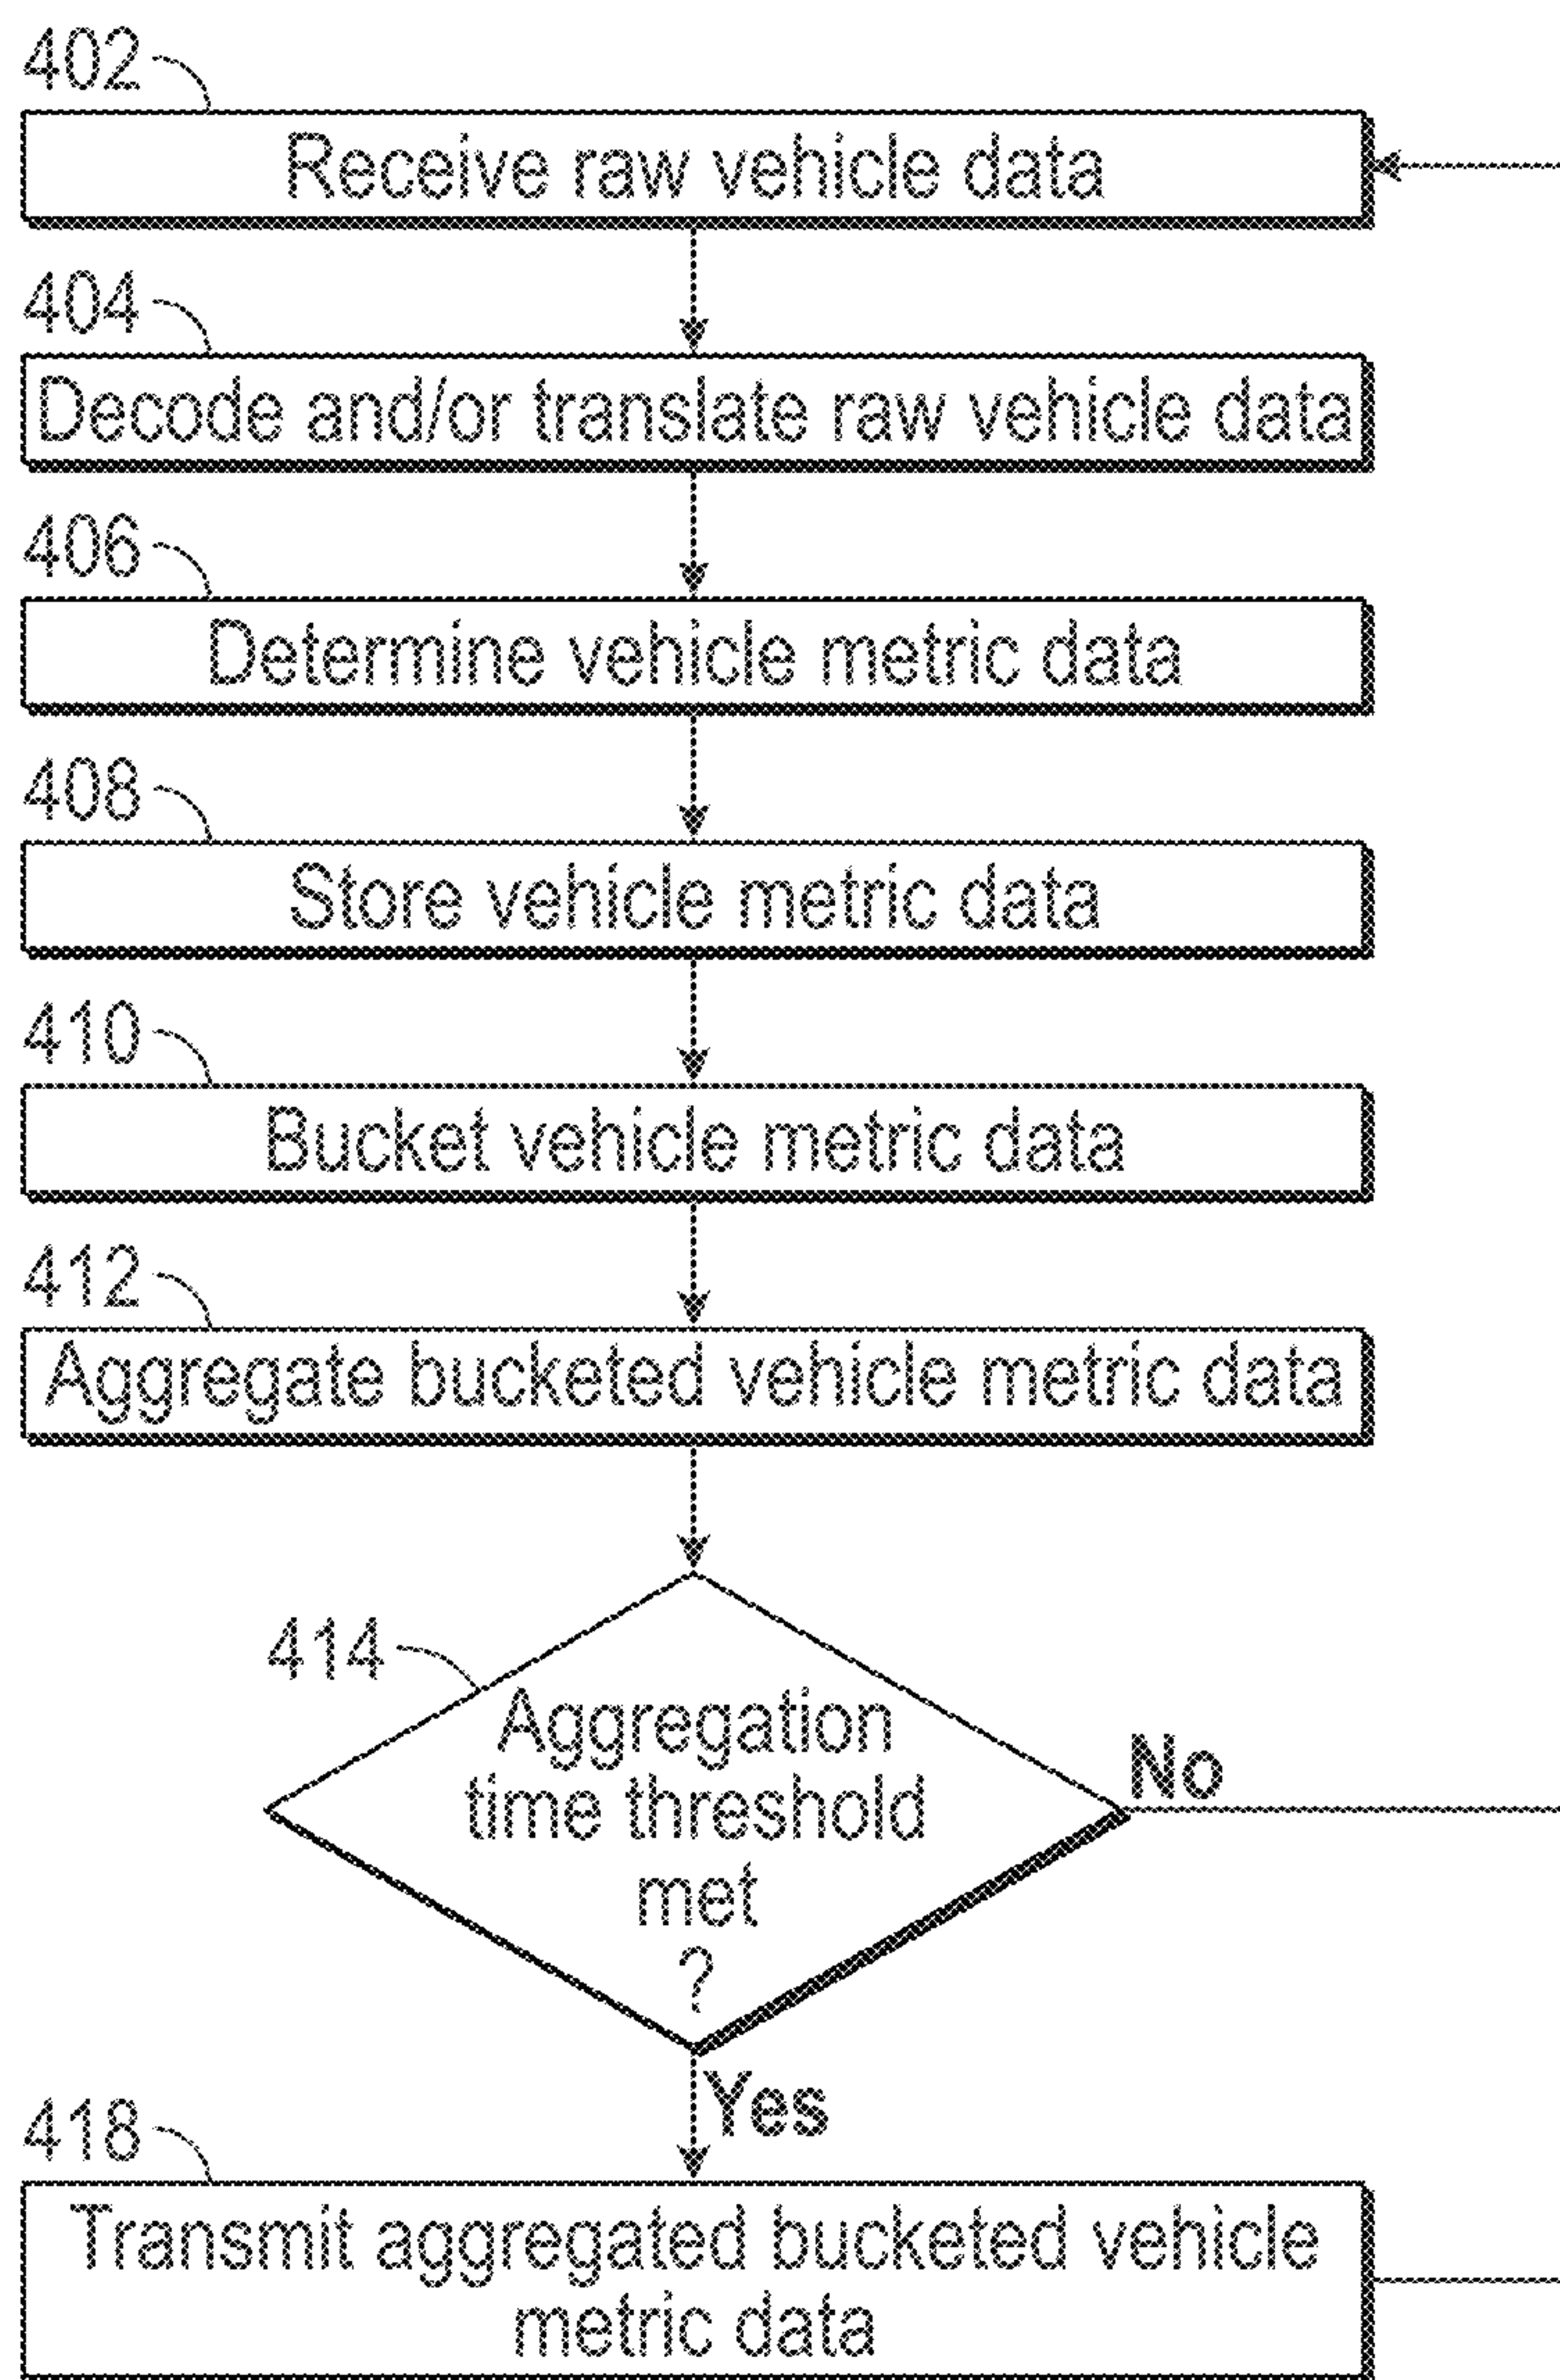 402
Receive raw vehicle data
404
Decode and/or translate raw vehicle data
406
Determine vehicle metric data
408
Store vehicle metric data
410
Bucket vehicle metric data
412
Aggregate bucketed vehicle metric data
414
Aggregation
time threshold
met
?
No
Yes
418
Transmit aggregated bucketed vehicle
metric data